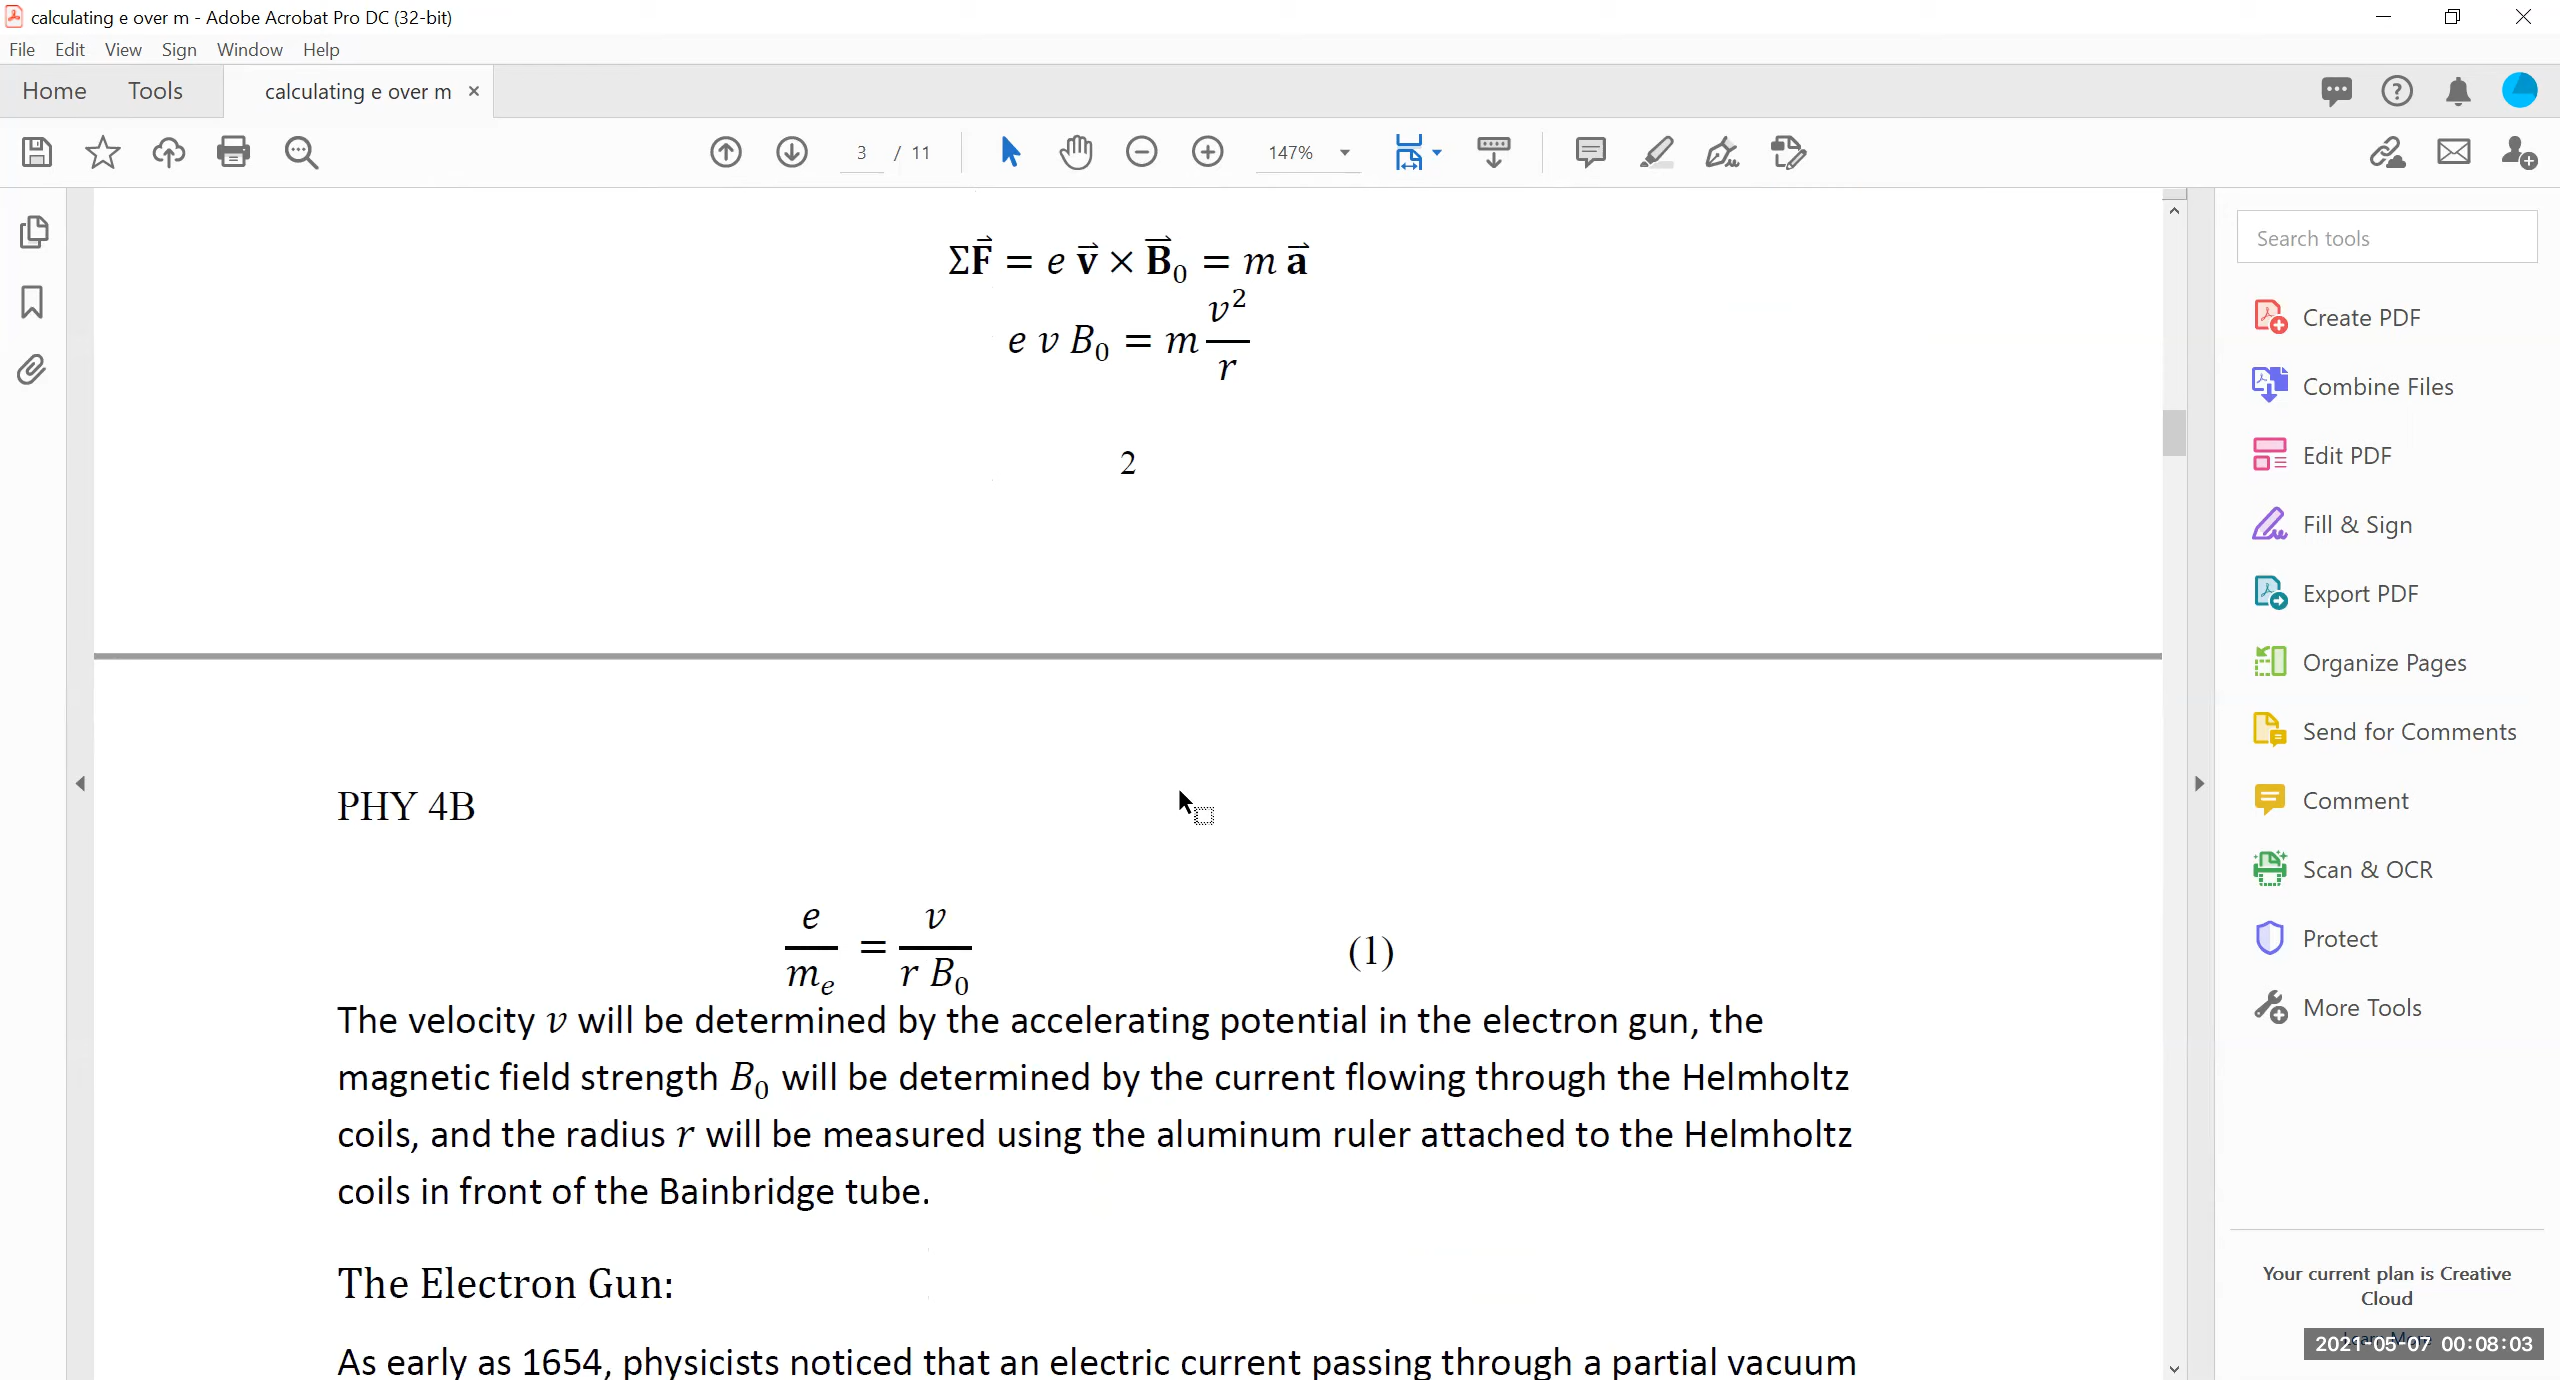 calculating e over m - Adobe Acrobat Pro DC (32-bit)
File Edit View Sign Window Help
Home Tools calculating e over m ×
3 / 11 147%
Search tools
Create PDF
Combine Files
Edit PDF
Fill & Sign
Export PDF
Organize Pages
Send for Comments
Comment
Scan & OCR
Protect
More Tools
Your current plan is Creative
Cloud
2021-05-07 00:08:03
ΣF⃗ = e v⃗ × B⃗₀ = m a⃗
e v B₀ = m v²/r
2
PHY 4B
e/mₑ = v/(r B₀) (1)
The velocity v will be determined by the accelerating potential in the electron gun, the
magnetic field strength B₀ will be determined by the current flowing through the Helmholtz
coils, and the radius r will be measured using the aluminum ruler attached to the Helmholtz
coils in front of the Bainbridge tube.
The Electron Gun:
As early as 1654, physicists noticed that an electric current passing through a partial vacuum